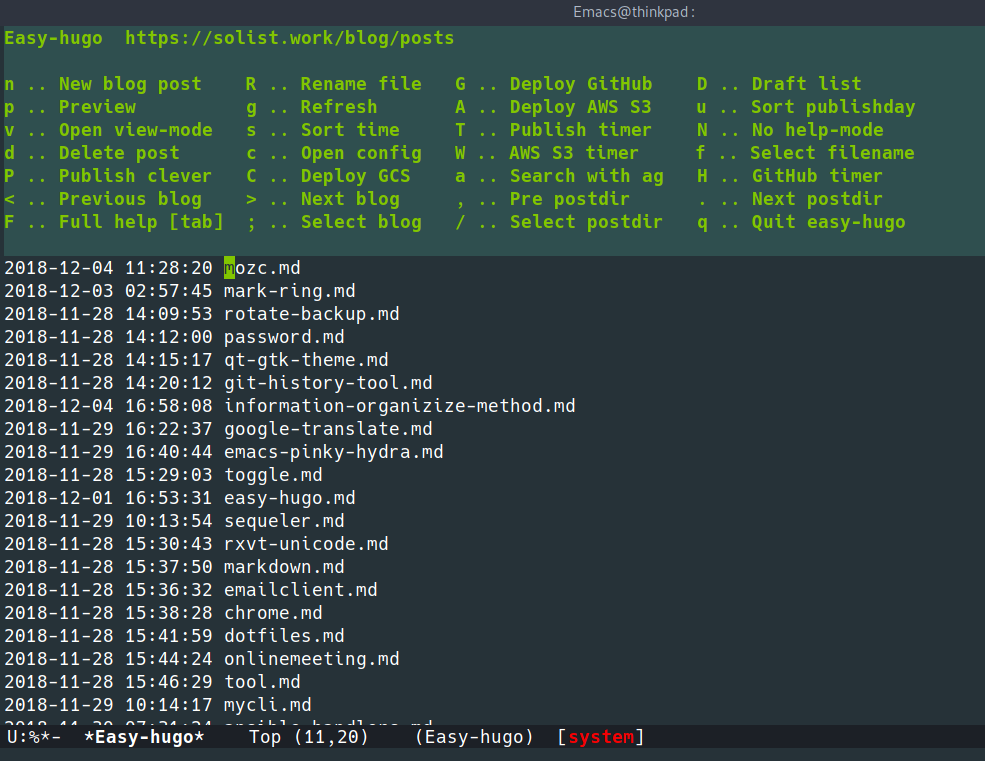 Emacs@thinkpad:
Easy-hugo  https://solist.work/blog/posts
n .. New blog post    R .. Rename file   G .. Deploy GitHub    D .. Draft list
p .. Preview          g .. Refresh       A .. Deploy AWS S3    u .. Sort publishday
v .. Open view-mode   s .. Sort time     T .. Publish timer    N .. No help-mode
d .. Delete post      c .. Open config   W .. AWS S3 timer     f .. Select filename
P .. Publish clever   C .. Deploy GCS    a .. Search with ag   H .. GitHub timer
< .. Previous blog    > .. Next blog     , .. Pre postdir      . .. Next postdir
F .. Full help [tab]  ; .. Select blog   / .. Select postdir   q .. Quit easy-hugo
2018-12-04 11:28:20 mozc.md
2018-12-03 02:57:45 mark-ring.md
2018-11-28 14:09:53 rotate-backup.md
2018-11-28 14:12:00 password.md
2018-11-28 14:15:17 qt-gtk-theme.md
2018-11-28 14:20:12 git-history-tool.md
2018-12-04 16:58:08 information-organizize-method.md
2018-11-29 16:22:37 google-translate.md
2018-11-29 16:40:44 emacs-pinky-hydra.md
2018-11-28 15:29:03 toggle.md
2018-12-01 16:53:31 easy-hugo.md
2018-11-29 10:13:54 sequeler.md
2018-11-28 15:30:43 rxvt-unicode.md
2018-11-28 15:37:50 markdown.md
2018-11-28 15:36:32 emailclient.md
2018-11-28 15:38:28 chrome.md
2018-11-28 15:41:59 dotfiles.md
2018-11-28 15:44:24 onlinemeeting.md
2018-11-28 15:46:29 tool.md
2018-11-29 10:14:17 mycli.md
U:%*-  *Easy-hugo*    Top (11,20)    (Easy-hugo)  [system]